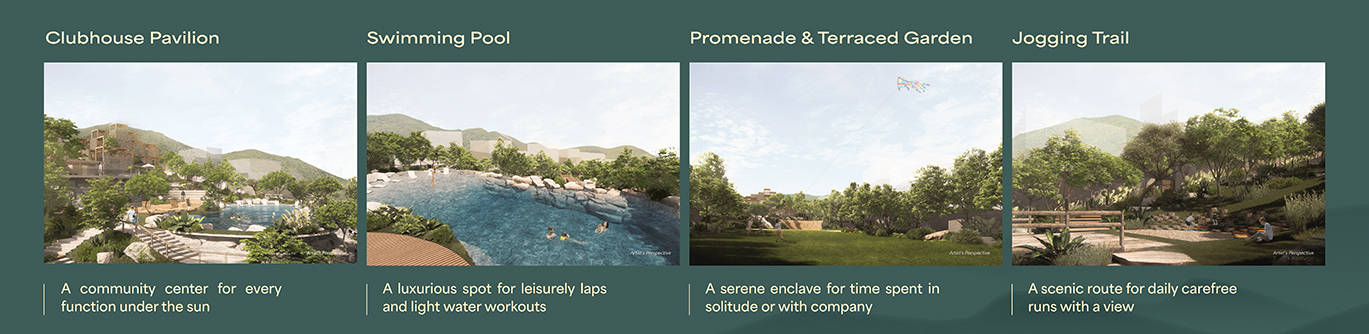 Clubhouse Pavilion
Artist's Perspective
A community center for every
function under the sun
Swimming Pool
Artist's Perspective
A luxurious spot for leisurely laps
and light water workouts
Promenade & Terraced Garden
Artist's Perspective
A serene enclave for time spent in
solitude or with company
Jogging Trail
Artist's Perspective
A scenic route for daily carefree
runs with a view